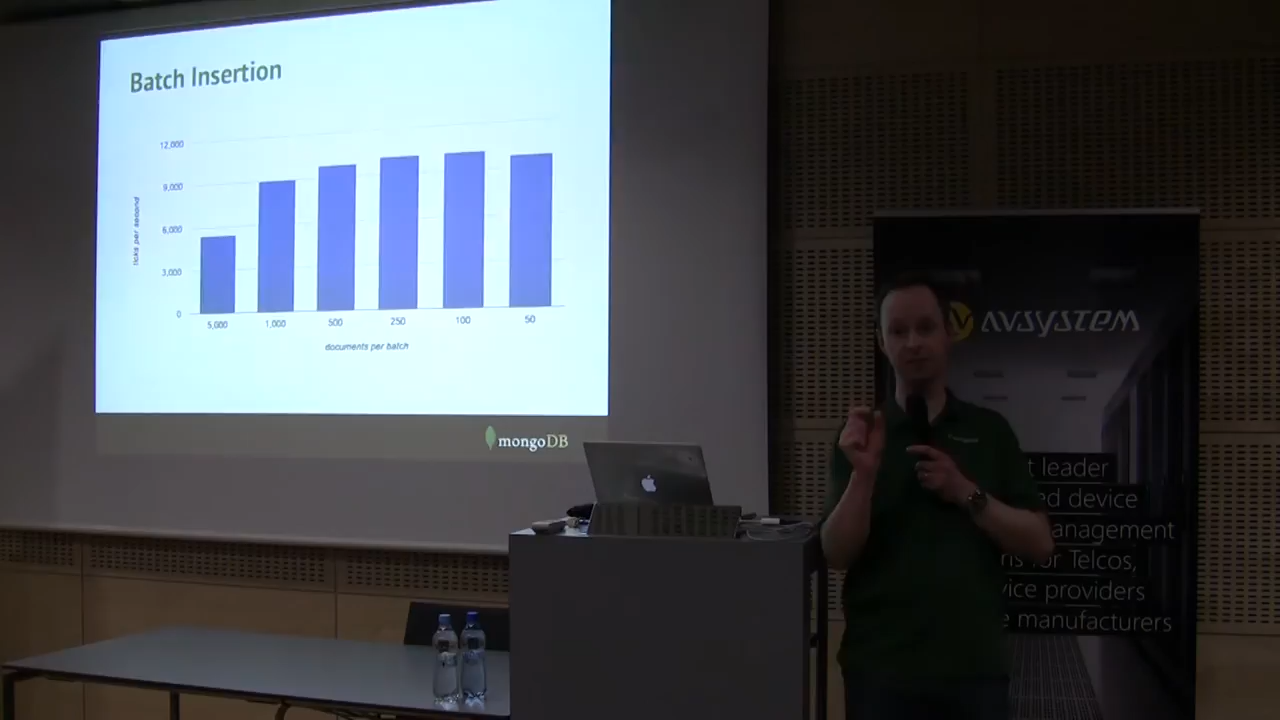 Batch Insertion
12,000
9,000
6,000
3,000
0
ticks per second
5,000 1,000 500 250 100 50
documents per batch
mongoDB
AVSYSTEM
t leader
ed device
anagement
ns for Telcos,
vice providers
e manufacturers